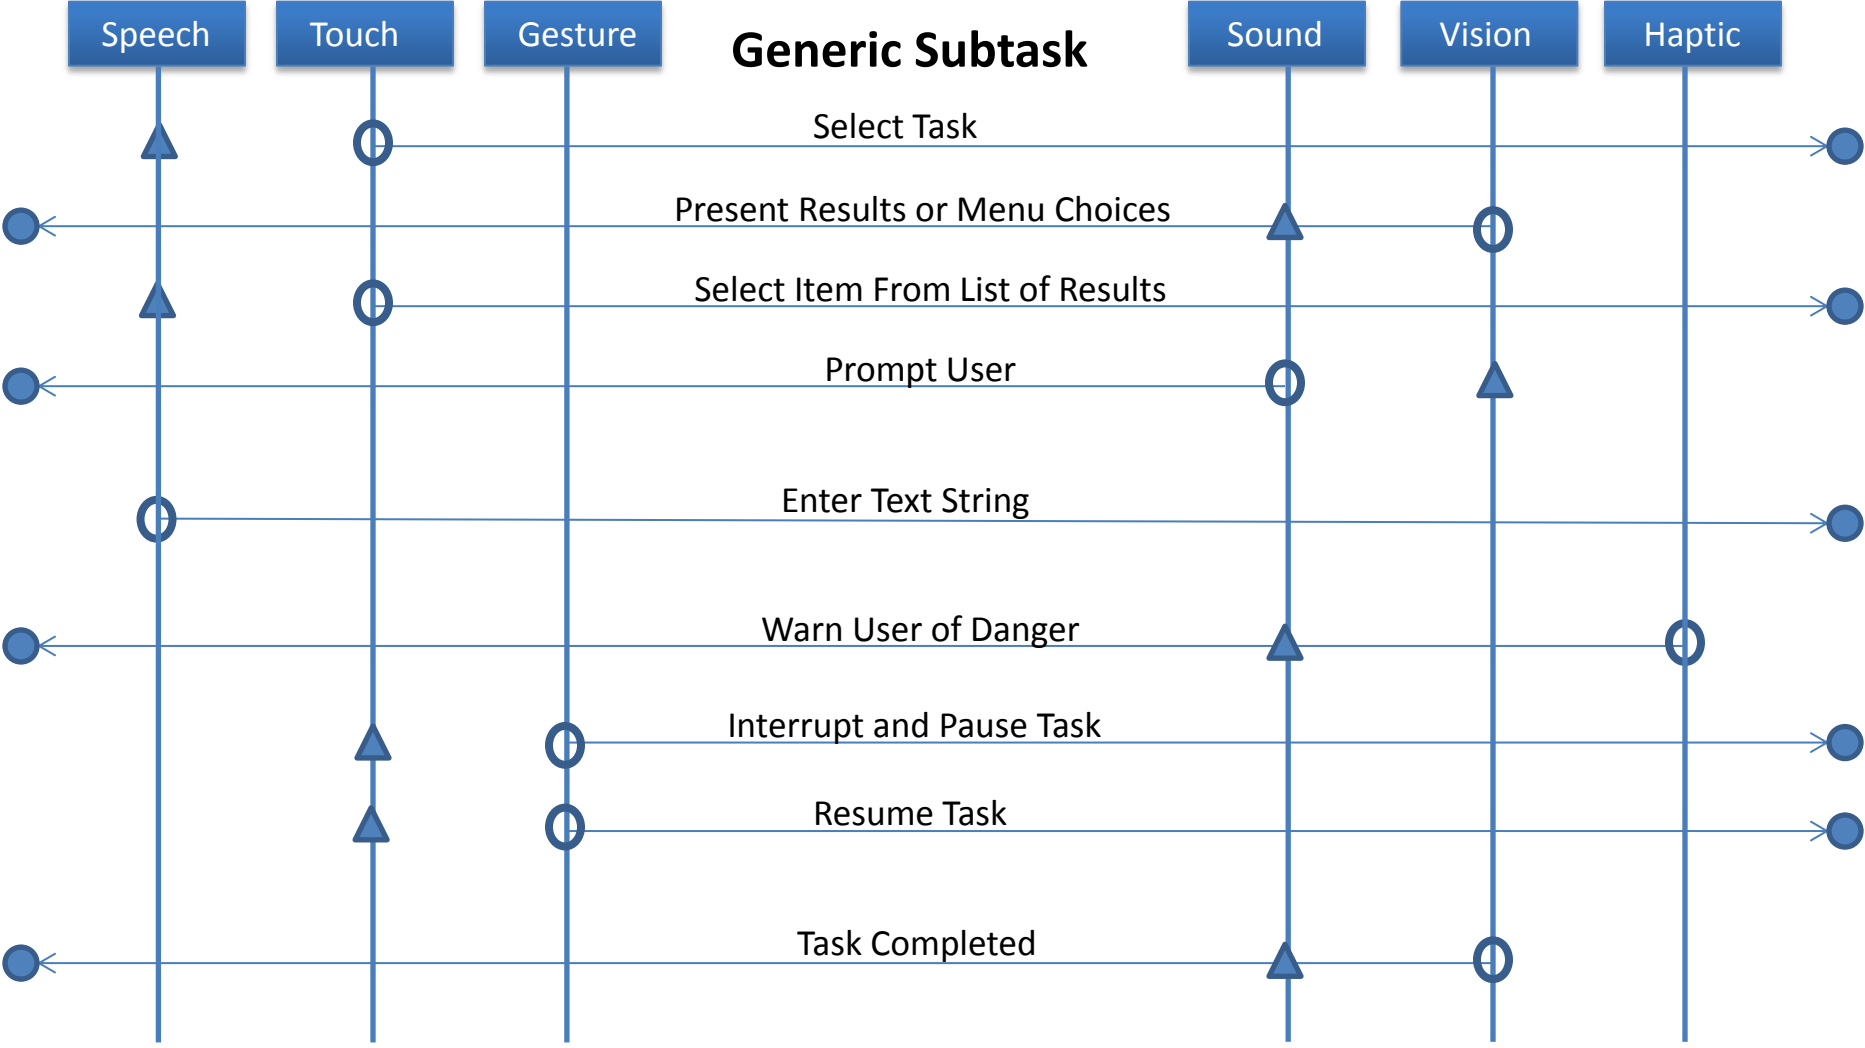 Speech Touch Gesture Generic Subtask Sound Vision Haptic
Select Task
Present Results or Menu Choices
Select Item From List of Results
Prompt User
Enter Text String
Warn User of Danger
Interrupt and Pause Task
Resume Task
Task Completed